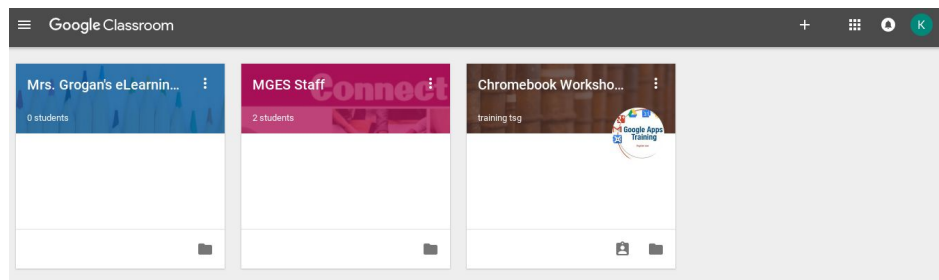 Google Classroom
K
Mrs. Grogan's eLearnin...
0 students
MGES Staff
Connect
2 students
Chromebook Worksho...
training tsg
Google Apps
Training